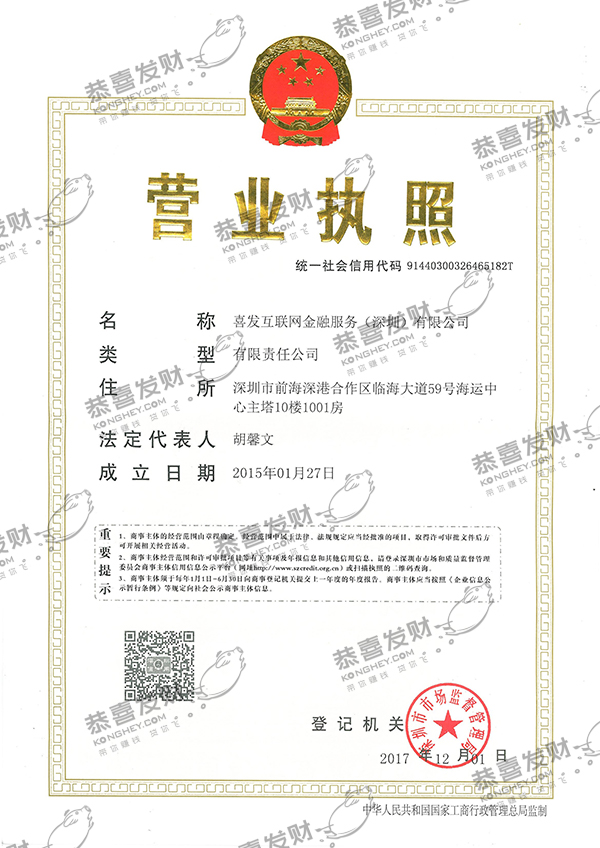 恭喜发财
KONGHEY.COM
带你赚钱 贷你飞
营业执照
统一社会信用代码 91440300326465182T
名称 喜发互联网金融服务（深圳）有限公司
类型 有限责任公司
住所 深圳市前海深港合作区临海大道59号海运中
心主塔10楼1001房
法定代表人 胡馨文
成立日期 2015年01月27日
重要提示
1．商事主体的经营范围由章程确定。经营范围中属于法律、法规规定应当经批准的项目，取得许可审批文件后方
可开展相关经营活动。
2．商事主体经营范围和许可审批项目等有关事项及年报信息和其他信用信息，请登录深圳市市场和质量监督管理
委员会商事主体信用信息公示平台（网址http://www.szcredit.org.cn）或扫描执照的二维码查询。
3．商事主体须于每年1月1日-6月30日向商事登记机关提交上一年度的年度报告。商事主体应当按照《企业信息公
示暂行条例》等规定向社会公示商事主体信息。
登记机关
深圳市市场监督管理局
2017 年 12 月 01 日
中华人民共和国国家工商行政管理总局监制